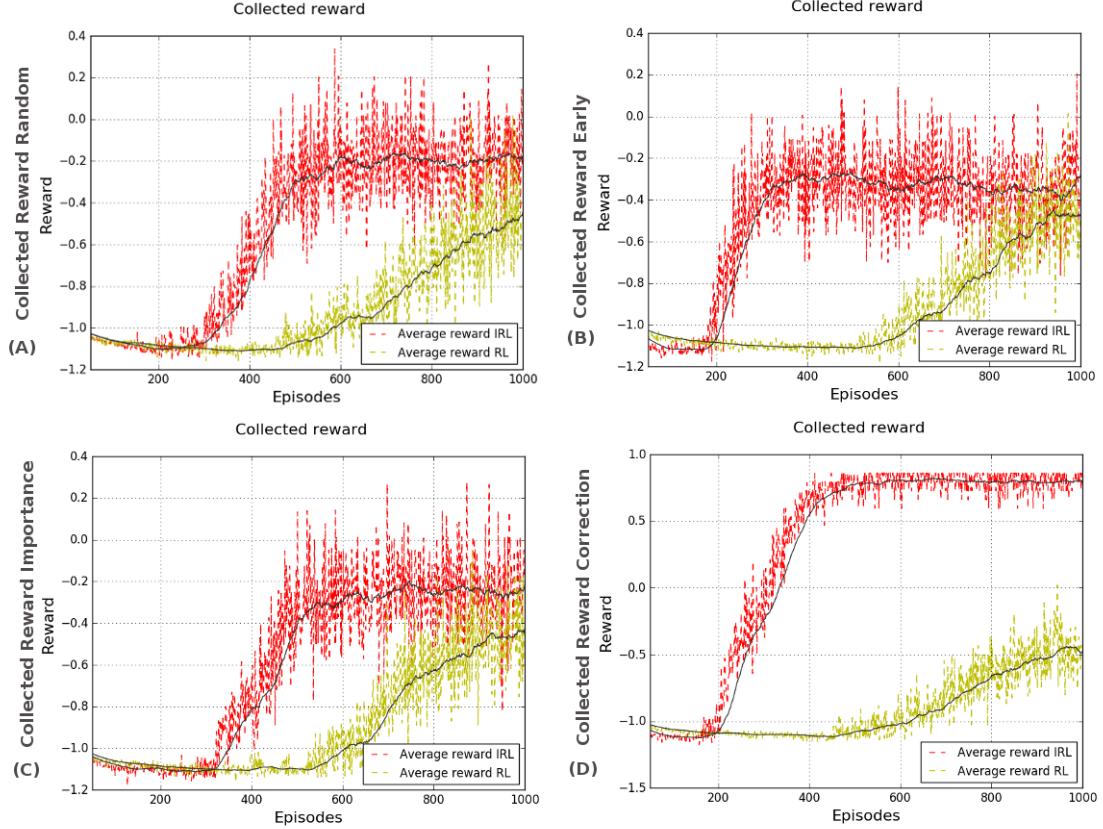 Collected reward
Collected Reward Random
Reward
0.4
0.2
0.0
−0.2
−0.4
−0.6
−0.8
−1.0
−1.2
200
400
600
800
1000
Episodes
Average reward IRL
Average reward RL
(A)
Collected reward
Collected Reward Early
Reward
0.4
0.2
0.0
−0.2
−0.4
−0.6
−0.8
−1.0
−1.2
200
400
600
800
1000
Episodes
Average reward IRL
Average reward RL
(B)
Collected reward
Collected Reward Importance
Reward
0.4
0.2
0.0
−0.2
−0.4
−0.6
−0.8
−1.0
−1.2
200
400
600
800
1000
Episodes
Average reward IRL
Average reward RL
(C)
Collected reward
Collected Reward Correction
Reward
1.0
0.5
0.0
−0.5
−1.0
−1.5
200
400
600
800
1000
Episodes
Average reward IRL
Average reward RL
(D)